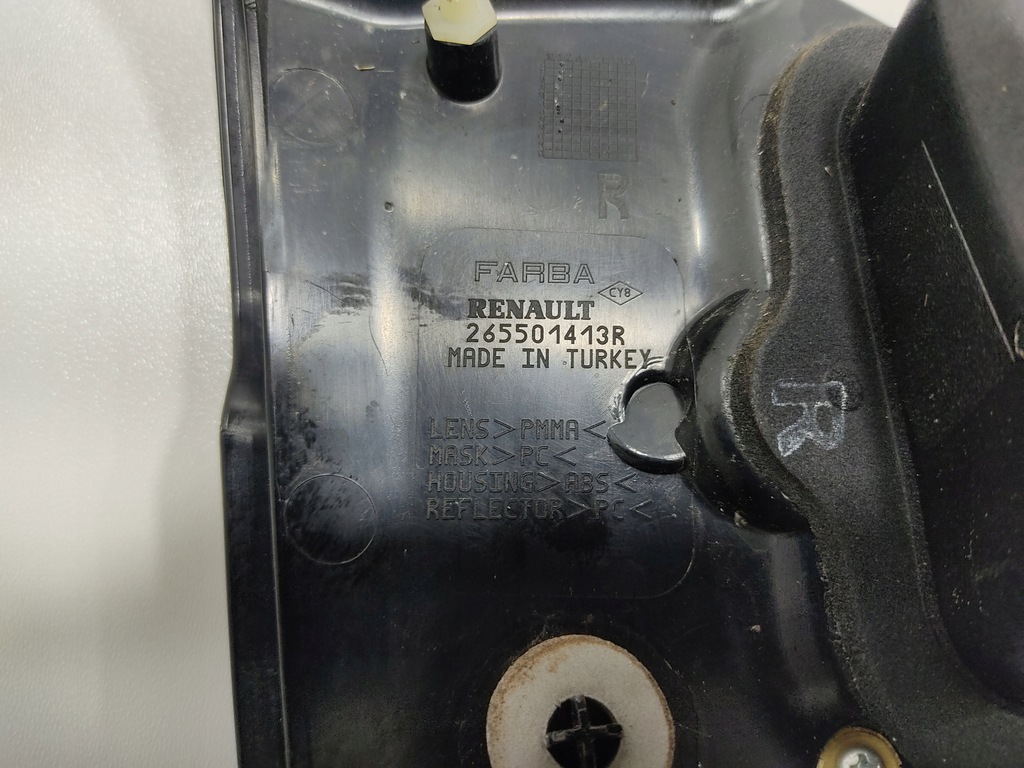 R
FARBA
CY8
RENAULT
265501413R
MADE IN TURKEY
LENS>PMMA<
MASK>PC<
HOUSING>ABS<
REFLECTOR>PC<
R